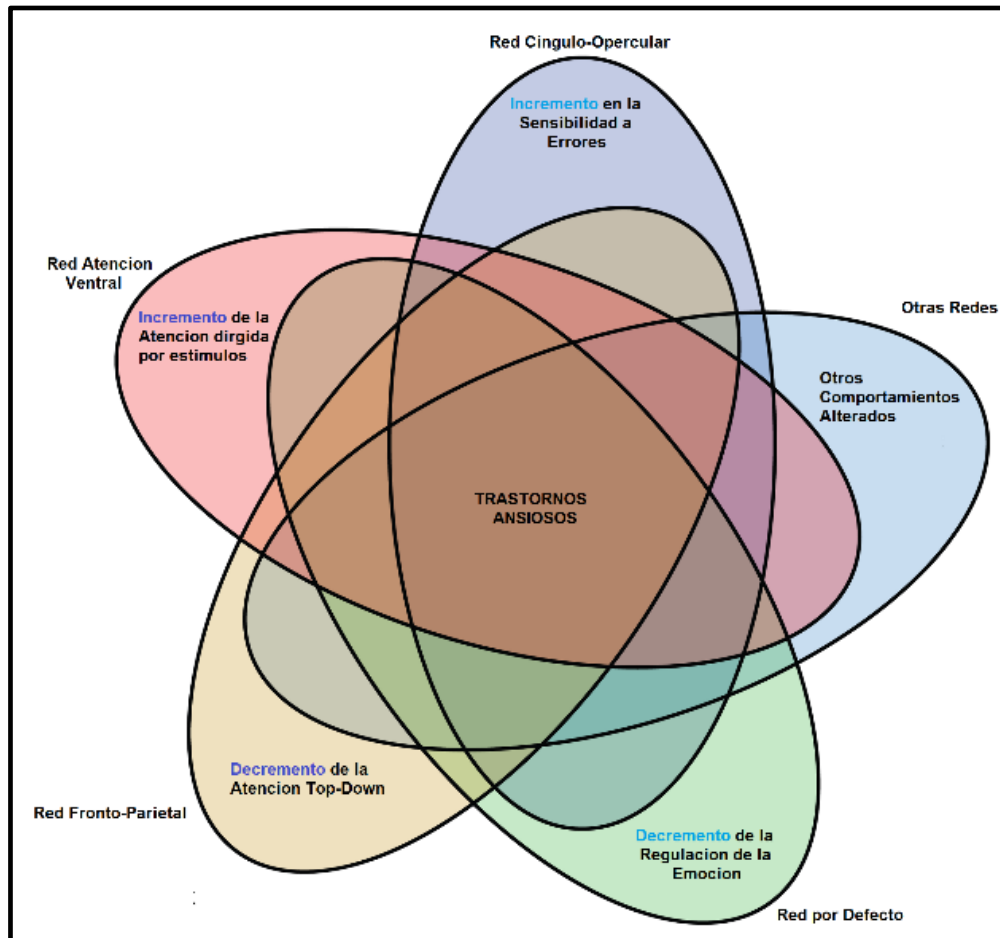 Red Cingulo-Opercular
Incremento en la
Sensibilidad a
Errores
Red Atencion
Ventral
Incremento de la
Atencion dirgida
por estimulos
Otras Redes
Otros
Comportamientos
Alterados
TRASTORNOS
ANSIOSOS
Decremento de la
Atencion Top-Down
Red Fronto-Parietal
Decremento de la
Regulacion de la
Emocion
Red por Defecto
: